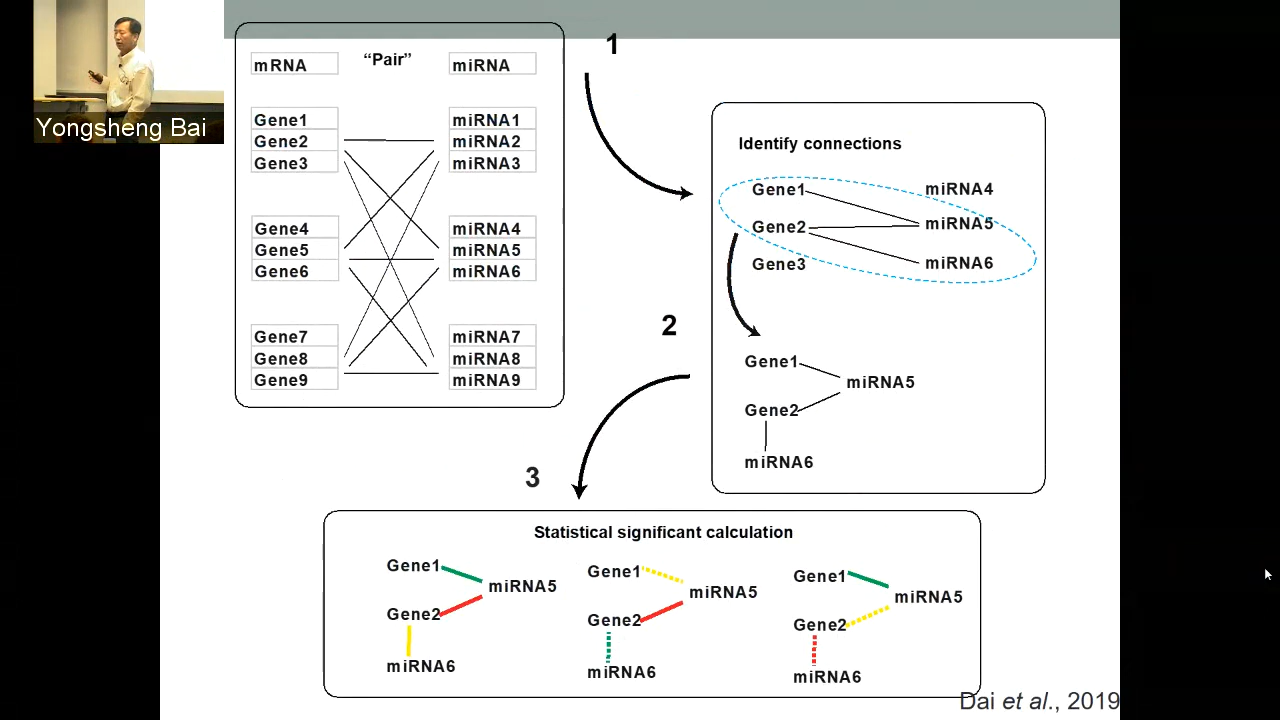 Yongsheng Bai
mRNA "Pair" miRNA
Gene1 miRNA1
Gene2 miRNA2
Gene3 miRNA3
Gene4 miRNA4
Gene5 miRNA5
Gene6 miRNA6
Gene7 miRNA7
Gene8 miRNA8
Gene9 miRNA9
1
Identify connections
Gene1 miRNA4
Gene2 miRNA5
Gene3 miRNA6
Gene1
miRNA5
Gene2
miRNA6
2
3
Statistical significant calculation
Gene1
miRNA5
Gene2
miRNA6
Gene1
miRNA5
Gene2
miRNA6
Gene1
miRNA5
Gene2
miRNA6
Dai et al., 2019